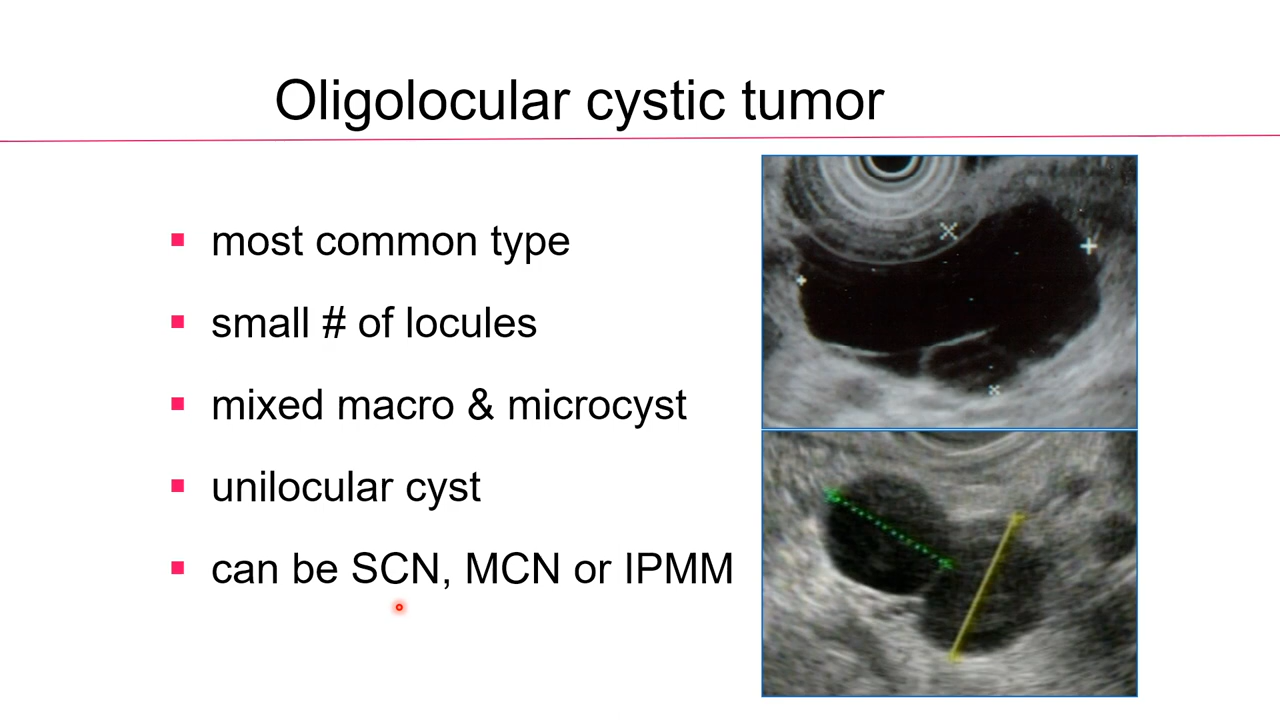 Oligolocular cystic tumor
most common type
small # of locules
mixed macro & microcyst
unilocular cyst
can be SCN, MCN or IPMM